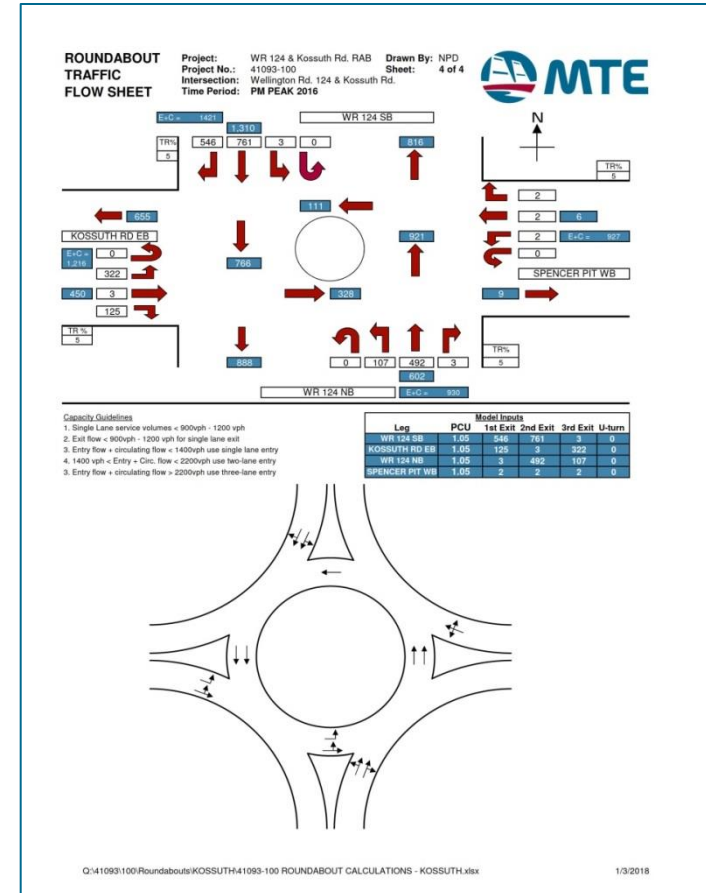 ROUNDABOUT
TRAFFIC
FLOW SHEET
Project: WR 124 & Kossuth Rd. RAB Drawn By: NPD
Project No.: 41093-100 Sheet: 4 of 4
Intersection: Wellington Rd. 124 & Kossuth Rd.
Time Period: PM PEAK 2016
MTE
E+C = 1421
WR 124 SB
N
1,310
816
TR%
5
546 761 3 0
TR%
5
2
111
655
2 6
KOSSUTH RD EB
921
2 E+C = 927
E+C =
1,216
0
766
0
322
SPENCER PIT WB
450 3
328
9
125
TR %
5
TR%
5
888
0 107 492 3
602
WR 124 NB
E+C = 930
Capacity Guidelines
1. Single Lane service volumes < 900vph - 1200 vph
2. Exit flow < 900vph - 1200 vph for single lane exit
3. Entry flow + circulating flow < 1400vph use single lane entry
4. 1400 vph < Entry + Circ. flow < 2200vph use two-lane entry
3. Entry flow + circulating flow > 2200vph use three-lane entry
Model Inputs
Leg PCU 1st Exit 2nd Exit 3rd Exit U-turn
WR 124 SB 1.05 546 761 3 0
KOSSUTH RD EB 1.05 125 3 322 0
WR 124 NB 1.05 3 492 107 0
SPENCER PIT WB 1.05 2 2 2 0
Q:\41093\100\Roundabouts\KOSSUTH\41093-100 ROUNDABOUT CALCULATIONS - KOSSUTH.xlsx
1/3/2018